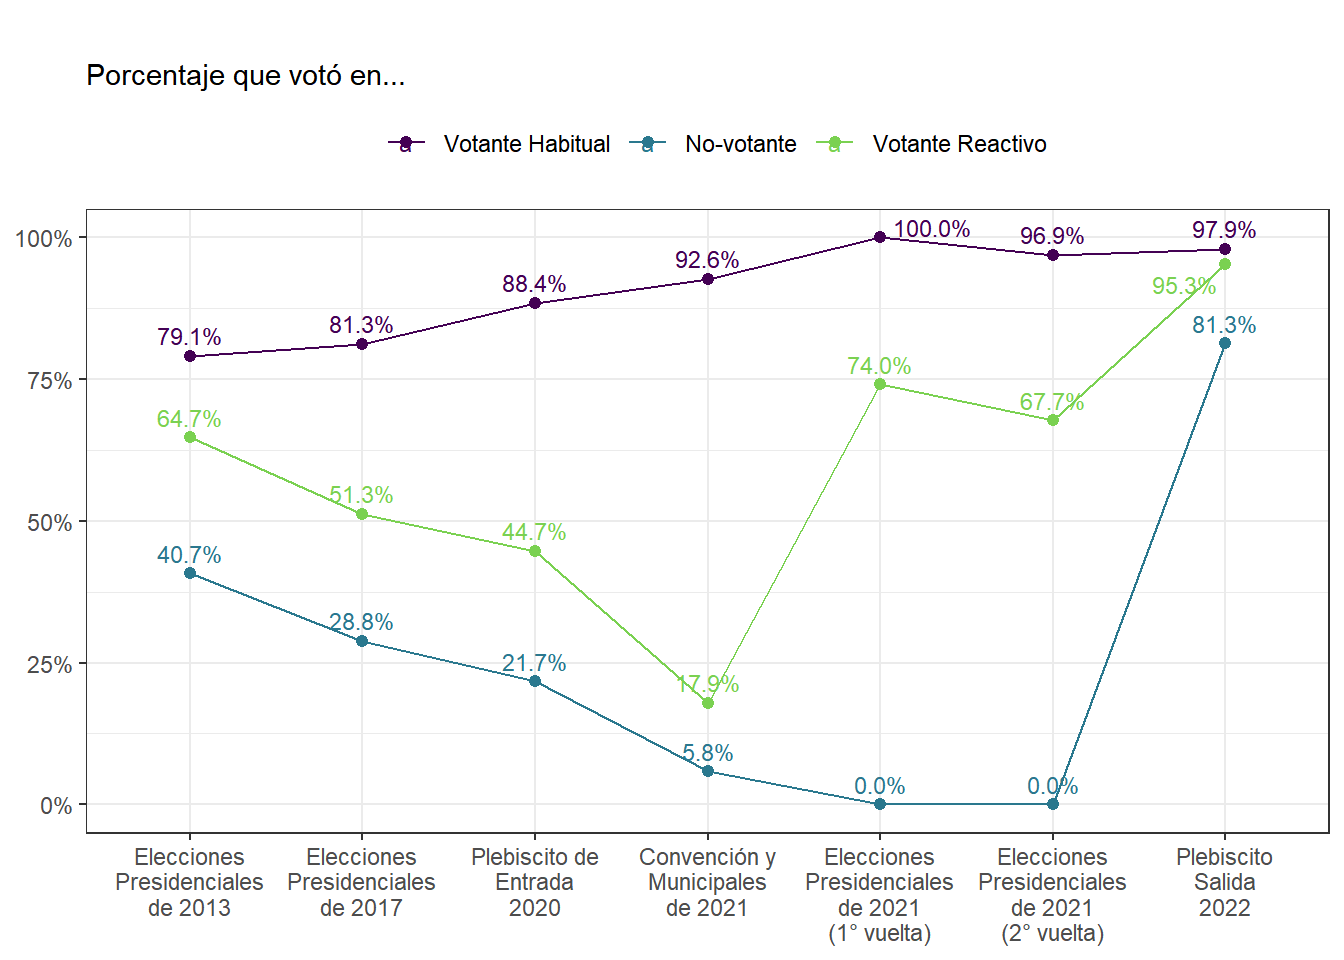 Porcentaje que votó en...
a Votante Habitual a No-votante a Votante Reactivo
100%
75%
50%
25%
0%
79.1%
81.3%
88.4%
92.6%
100.0%
96.9%
97.9%
64.7%
51.3%
44.7%
17.9%
74.0%
67.7%
95.3%
40.7%
28.8%
21.7%
5.8%
0.0%
0.0%
81.3%
Elecciones
Presidenciales
de 2013
Elecciones
Presidenciales
de 2017
Plebiscito de
Entrada
2020
Convención y
Municipales
de 2021
Elecciones
Presidenciales
de 2021
(1° vuelta)
Elecciones
Presidenciales
de 2021
(2° vuelta)
Plebiscito
Salida
2022